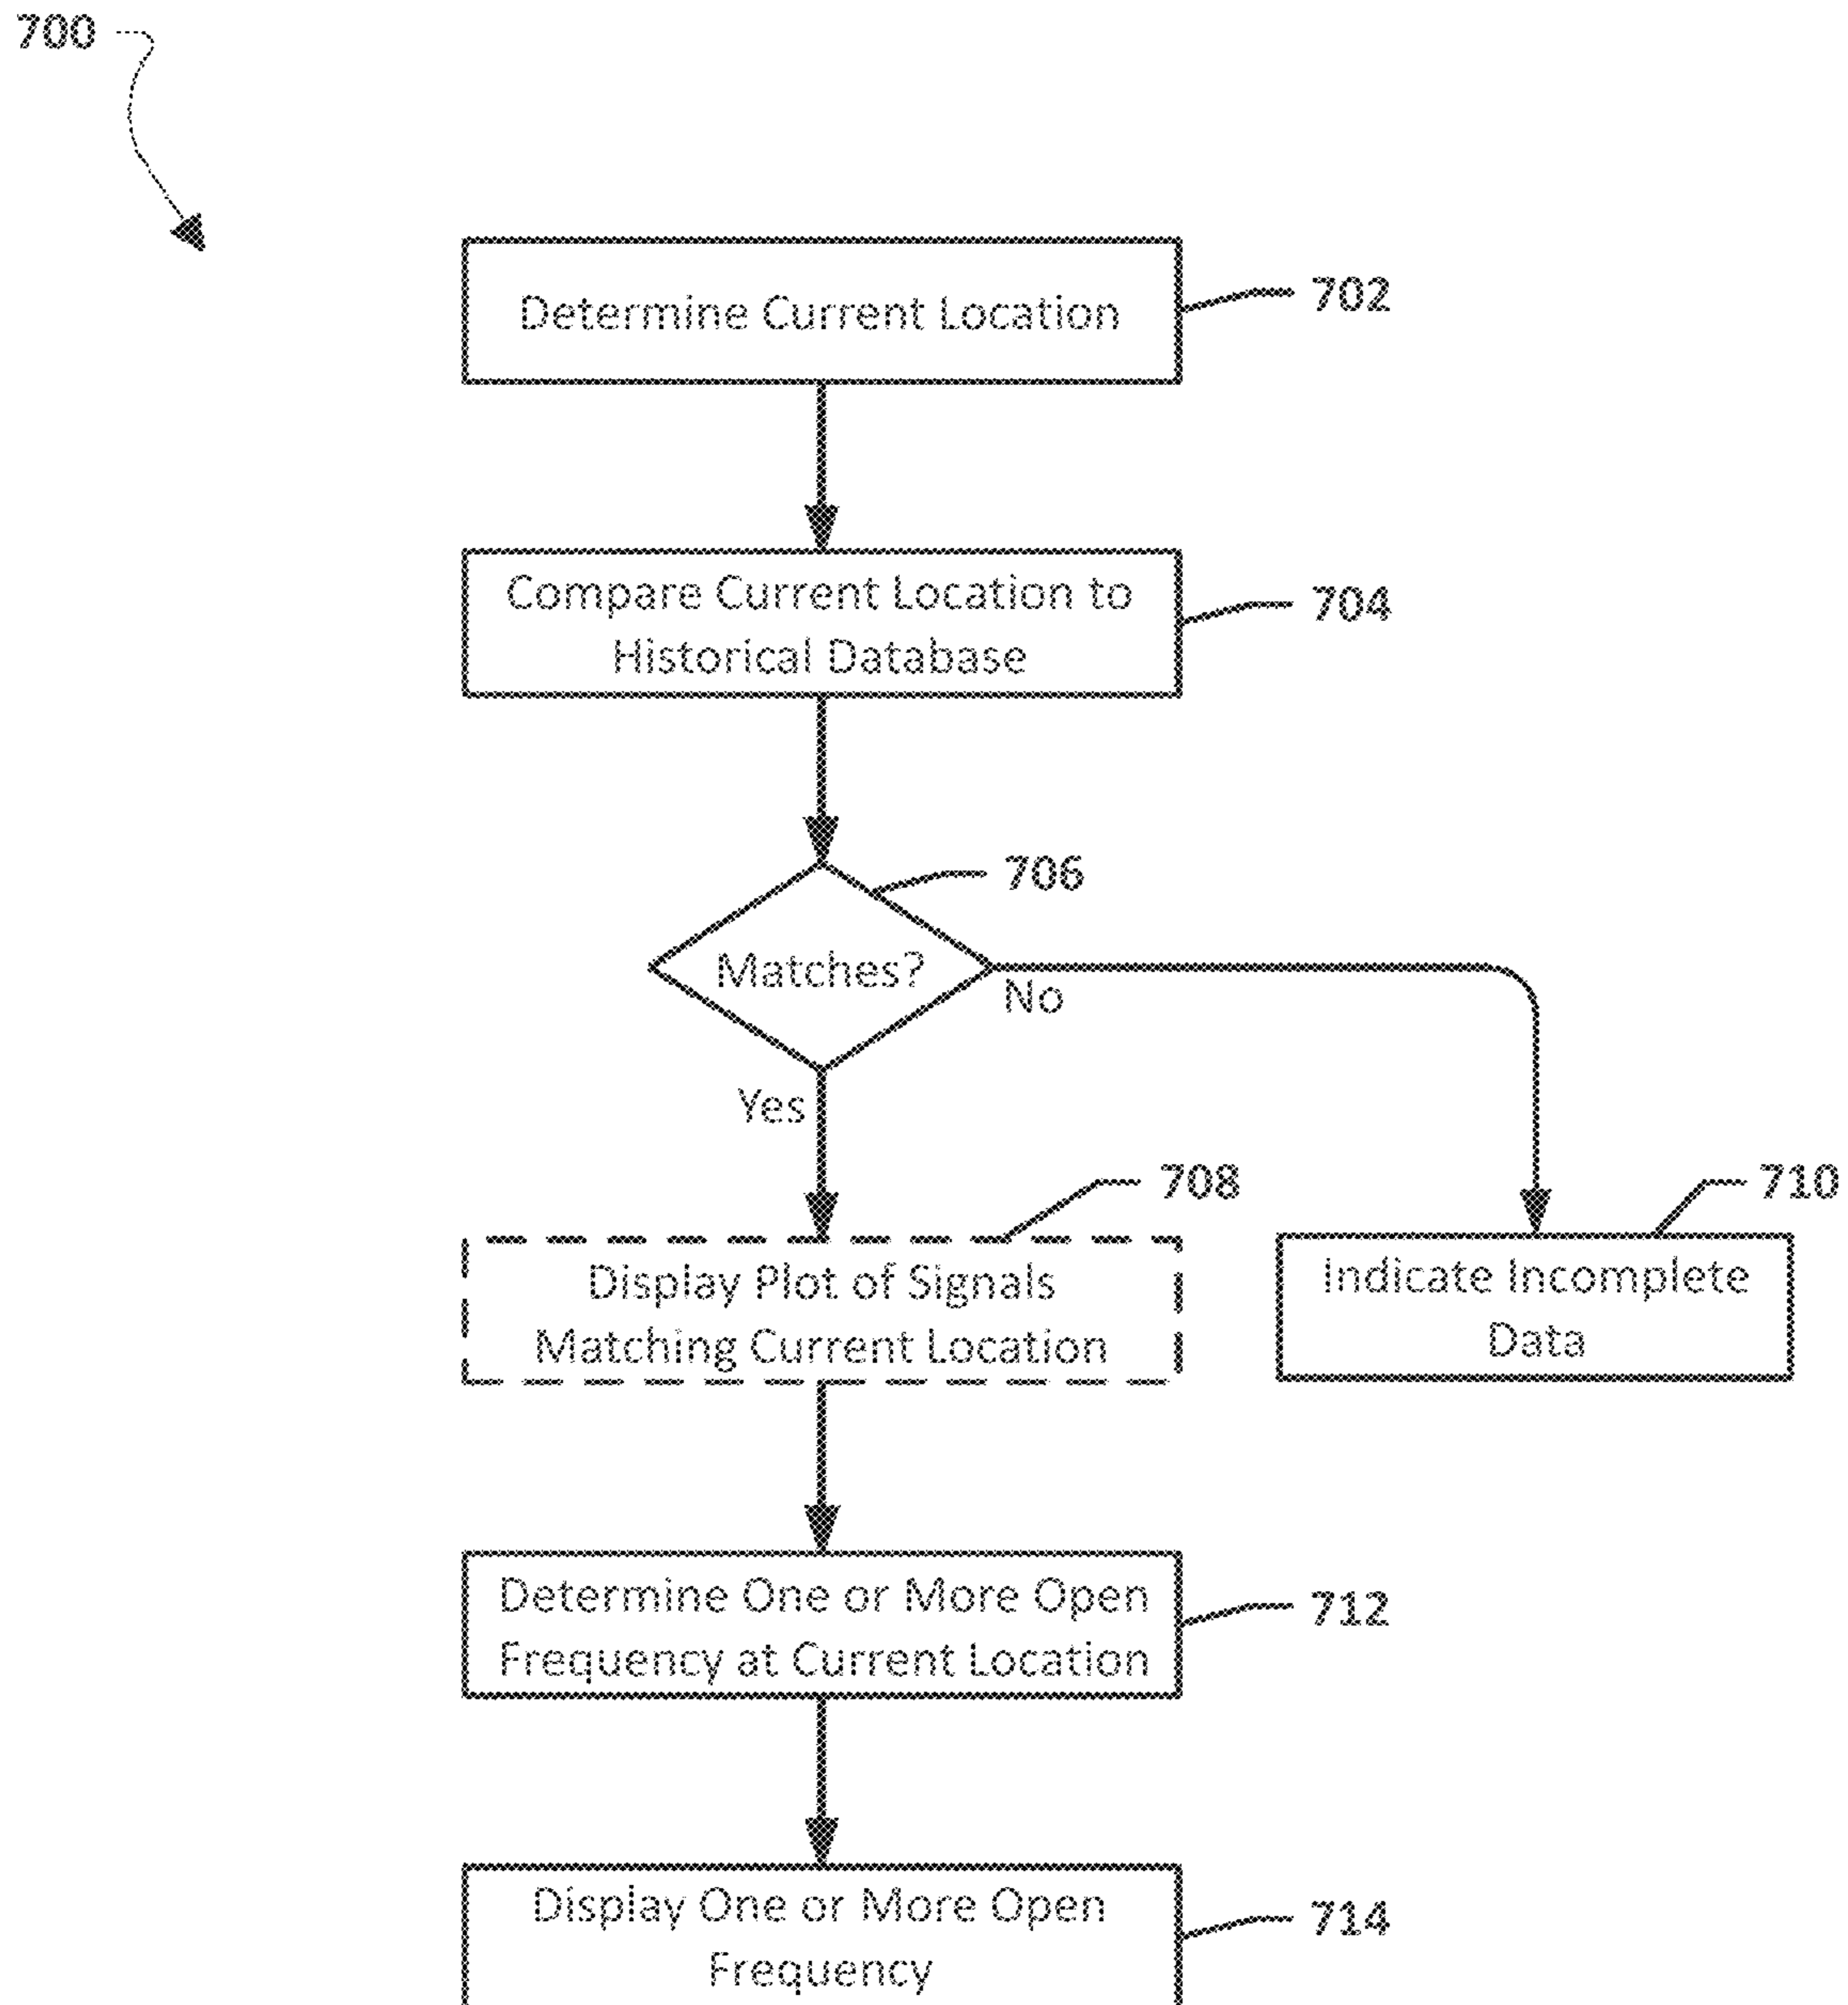 700
Determine Current Location
702
Compare Current Location to
Historical Database
704
706
Matches?
No
Yes
708
710
Display Plot of Signals
Matching Current Location
Indicate Incomplete
Data
Determine One or More Open
Frequency at Current Location
712
Display One or More Open
Frequency
714